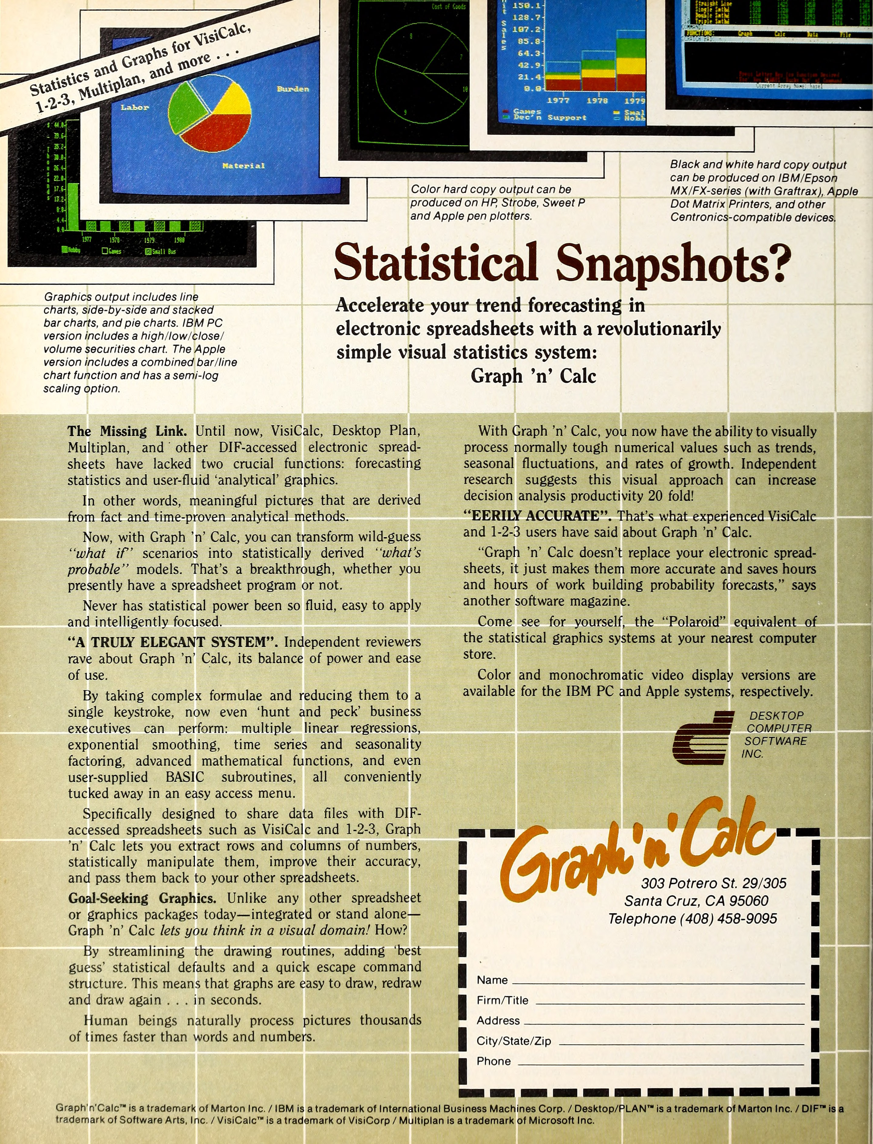 Statistics and Graphs for VisiCalc,
1-2-3, Multiplan, and more . . .
Labor
Burden
Material
Cost of Goods
150.1
128.7
107.2
85.8
64.3
42.9
21.4
0.0
1977 1978 1979
Games
Dec'n Support
Smal
Hobb
Straight Line
FUNCTIONS: Graph Calc Data File
1977 1978 1979 1980
Hobby Games Small Bus
Color hard copy output can be
produced on HP, Strobe, Sweet P
and Apple pen plotters.
Black and white hard copy output
can be produced on IBM/Epson
MX/FX-series (with Graftrax), Apple
Dot Matrix Printers, and other
Centronics-compatible devices.
Graphics output includes line
charts, side-by-side and stacked
bar charts, and pie charts. IBM PC
version includes a high/low/close/
volume securities chart. The Apple
version includes a combined bar/line
chart function and has a semi-log
scaling option.
Statistical Snapshots?
Accelerate your trend forecasting in
electronic spreadsheets with a revolutionarily
simple visual statistics system:
Graph 'n' Calc
The Missing Link. Until now, VisiCalc, Desktop Plan,
Multiplan, and other DIF-accessed electronic spread-
sheets have lacked two crucial functions: forecasting
statistics and user-fluid 'analytical' graphics.
In other words, meaningful pictures that are derived
from fact and time-proven analytical methods.
Now, with Graph 'n' Calc, you can transform wild-guess
"what if" scenarios into statistically derived "what's
probable" models. That's a breakthrough, whether you
presently have a spreadsheet program or not.
Never has statistical power been so fluid, easy to apply
and intelligently focused.
"A TRULY ELEGANT SYSTEM". Independent reviewers
rave about Graph 'n' Calc, its balance of power and ease
of use.
By taking complex formulae and reducing them to a
single keystroke, now even 'hunt and peck' business
executives can perform: multiple linear regressions,
exponential smoothing, time series and seasonality
factoring, advanced mathematical functions, and even
user-supplied BASIC subroutines, all conveniently
tucked away in an easy access menu.
Specifically designed to share data files with DIF-
accessed spreadsheets such as VisiCalc and 1-2-3, Graph
'n' Calc lets you extract rows and columns of numbers,
statistically manipulate them, improve their accuracy,
and pass them back to your other spreadsheets.
Goal-Seeking Graphics. Unlike any other spreadsheet
or graphics packages today—integrated or stand alone—
Graph 'n' Calc lets you think in a visual domain! How?
By streamlining the drawing routines, adding 'best
guess' statistical defaults and a quick escape command
structure. This means that graphs are easy to draw, redraw
and draw again . . . in seconds.
Human beings naturally process pictures thousands
of times faster than words and numbers.
With Graph 'n' Calc, you now have the ability to visually
process normally tough numerical values such as trends,
seasonal fluctuations, and rates of growth. Independent
research suggests this visual approach can increase
decision analysis productivity 20 fold!
"EERILY ACCURATE". That's what experienced VisiCalc
and 1-2-3 users have said about Graph 'n' Calc.
"Graph 'n' Calc doesn't replace your electronic spread-
sheets, it just makes them more accurate and saves hours
and hours of work building probability forecasts," says
another software magazine.
Come see for yourself, the "Polaroid" equivalent of
the statistical graphics systems at your nearest computer
store.
Color and monochromatic video display versions are
available for the IBM PC and Apple systems, respectively.
DESKTOP
COMPUTER
SOFTWARE
INC.
Graph 'n' Calc
303 Potrero St. 29/305
Santa Cruz, CA 95060
Telephone (408) 458-9095
Name
Firm/Title
Address
City/State/Zip
Phone
Graph'n'Calc™ is a trademark of Marton Inc. / IBM is a trademark of International Business Machines Corp. / Desktop/PLAN™ is a trademark of Marton Inc. / DIF™ is a
trademark of Software Arts, Inc. / VisiCalc™ is a trademark of VisiCorp / Multiplan is a trademark of Microsoft Inc.